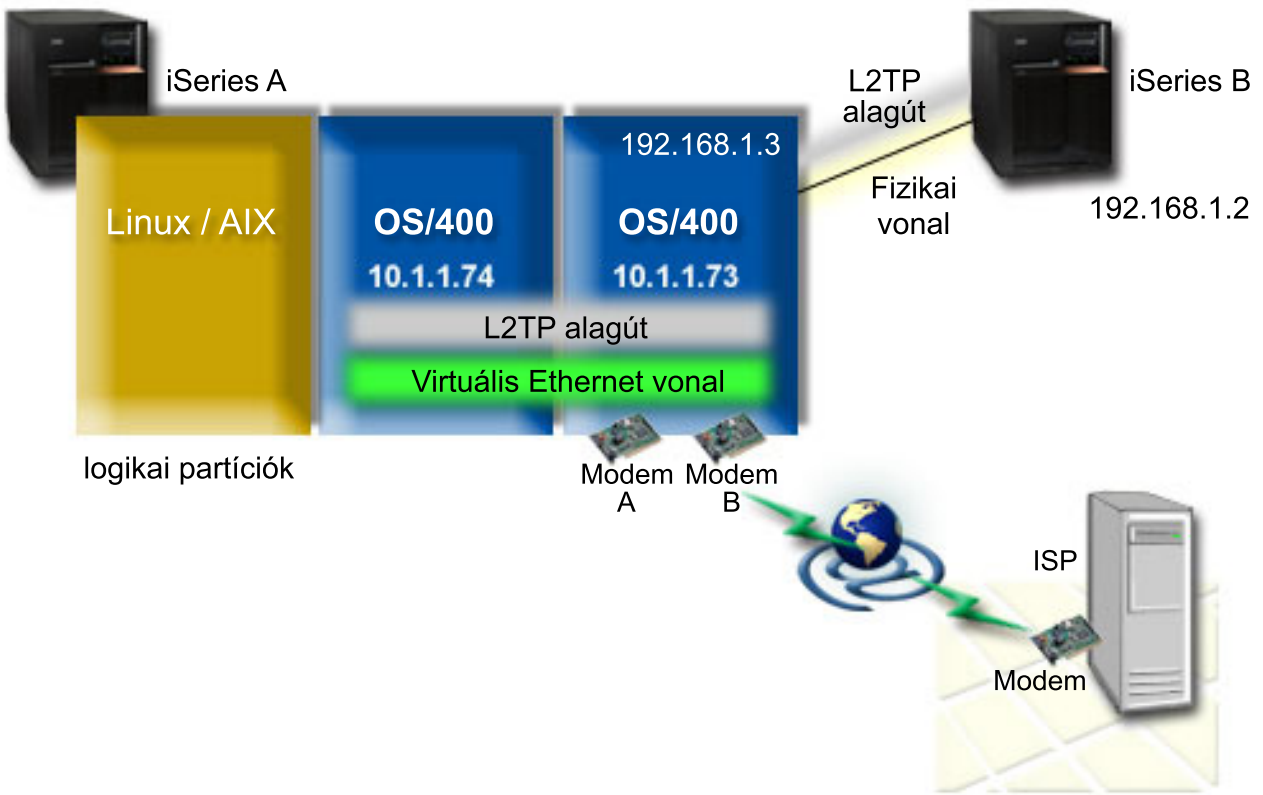 iSeries A
L2TP
alagút
iSeries B
192.168.1.3
Fizikai
vonal
192.168.1.2
Linux / AIX
OS/400
OS/400
10.1.1.74
10.1.1.73
L2TP alagút
Virtuális Ethernet vonal
logikai partíciók
Modem
A
Modem
B
ISP
Modem